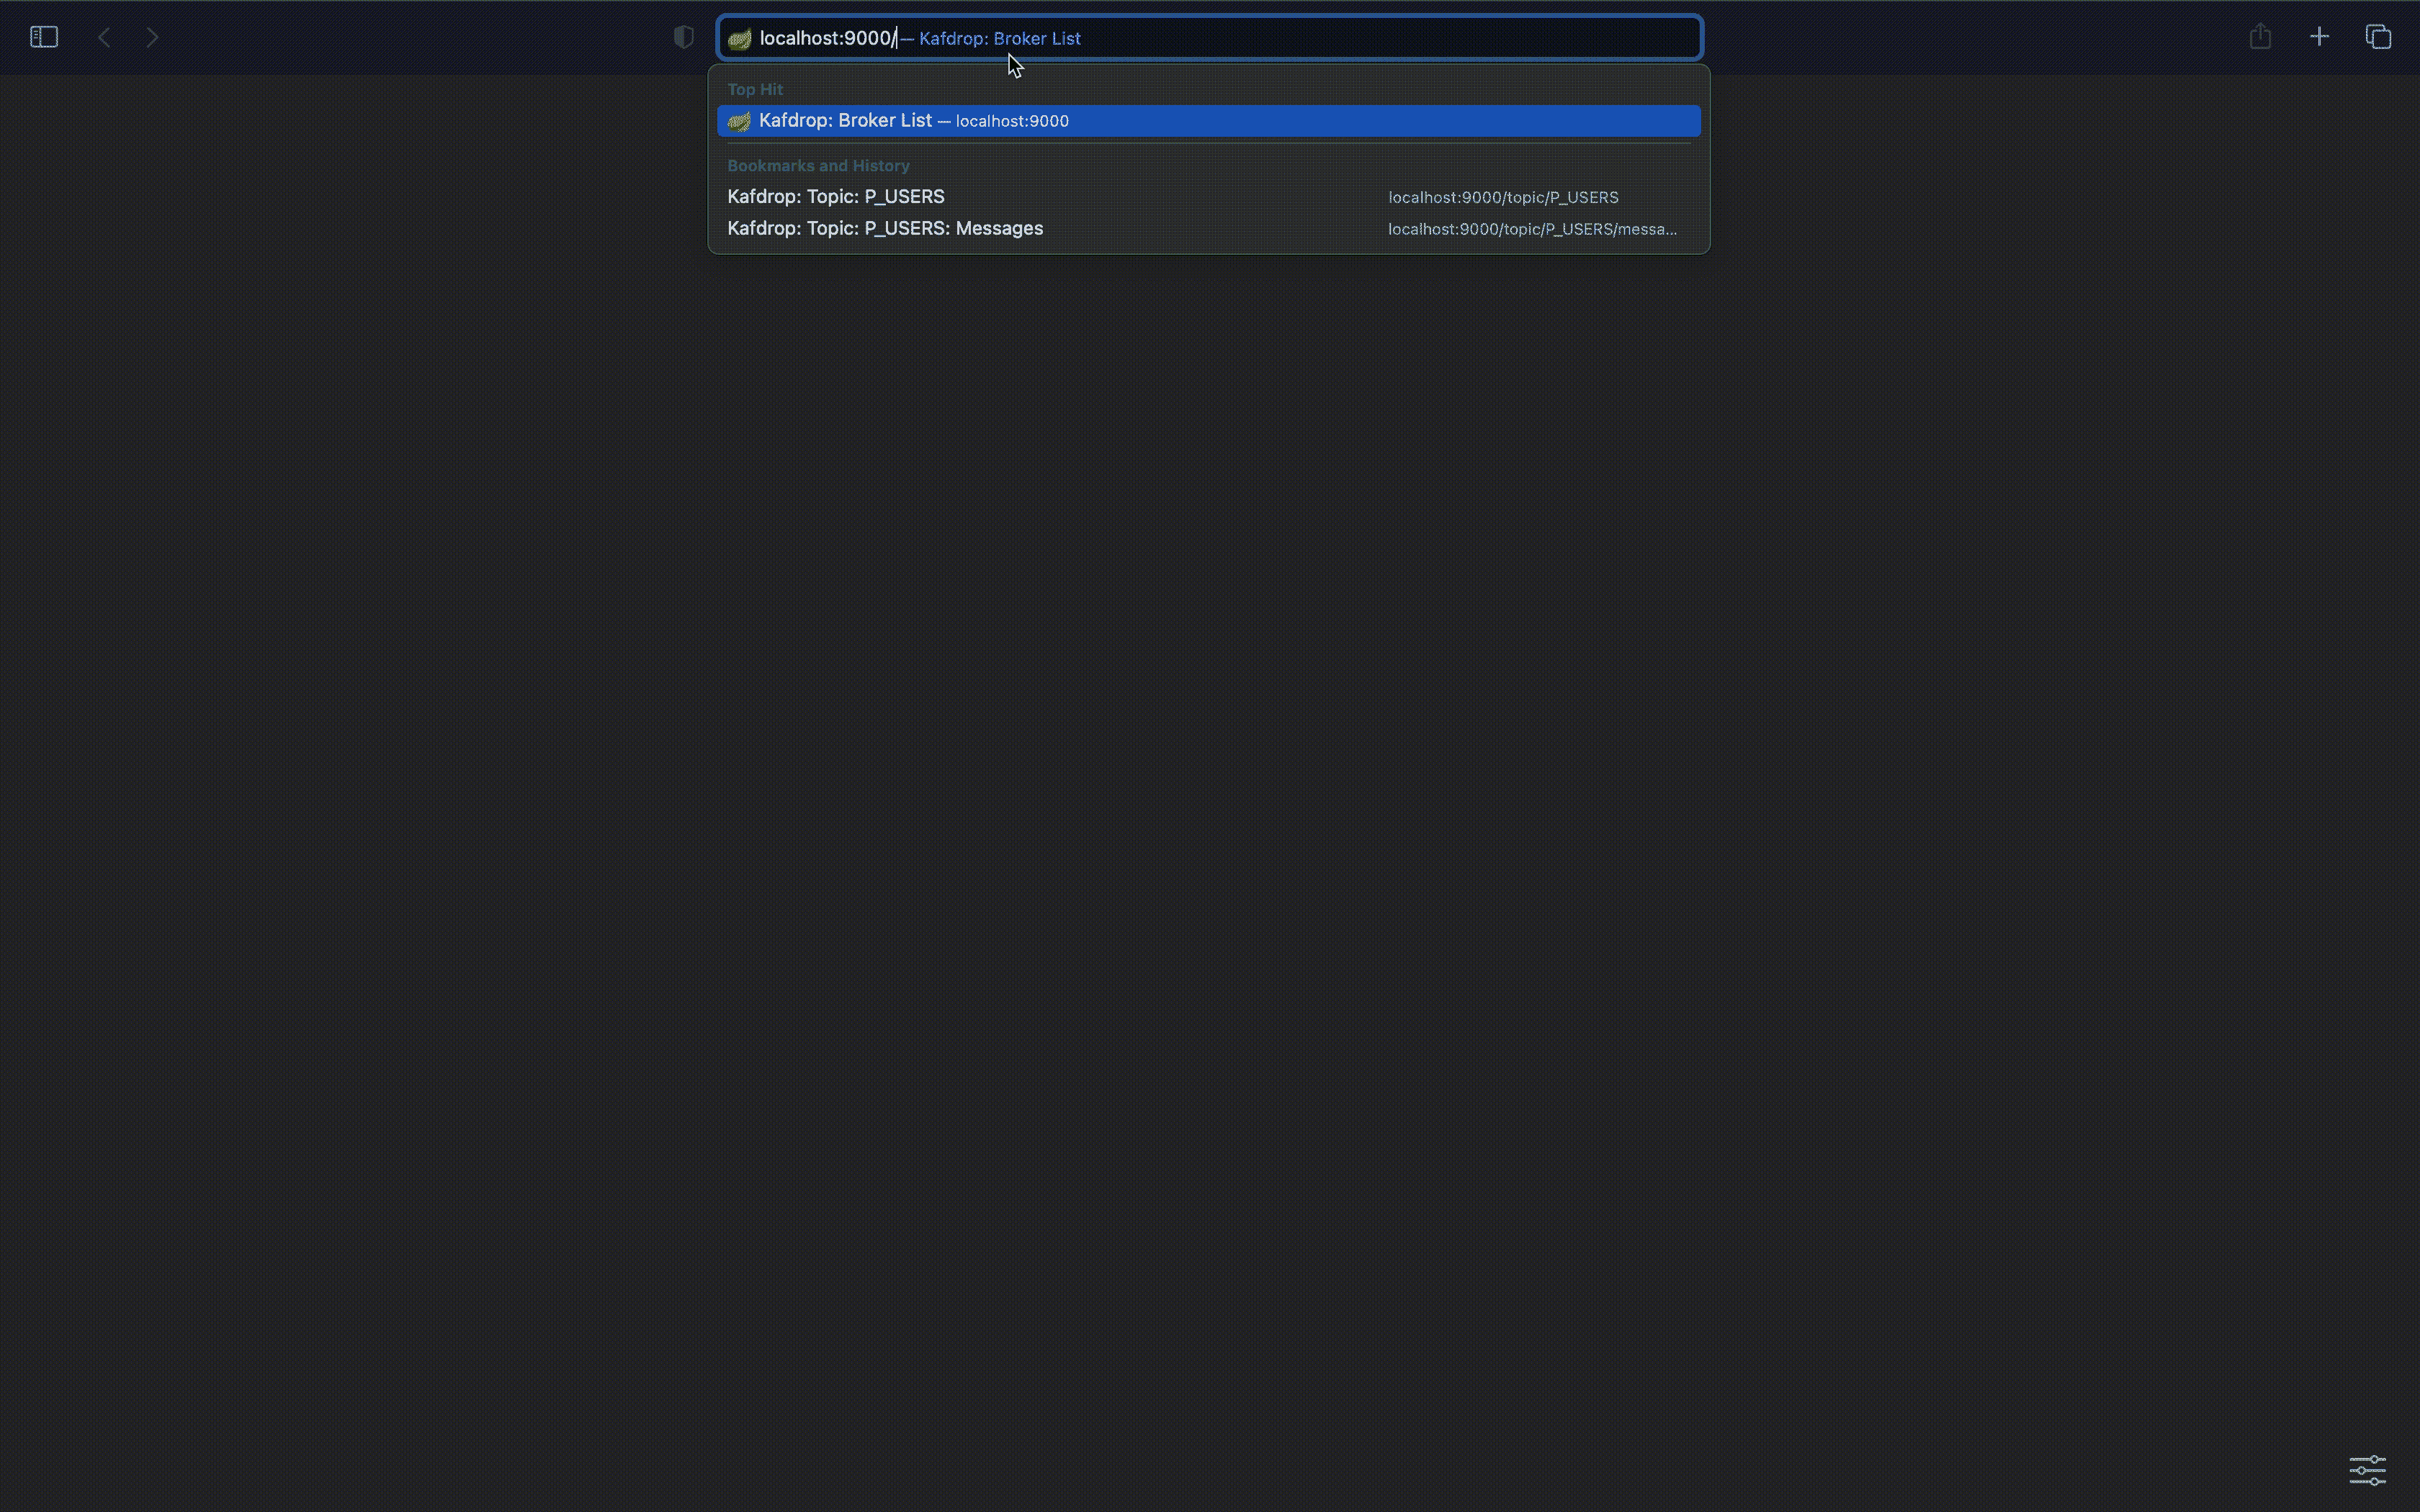 localhost:9000/ — Kafdrop: Broker List
Top Hit
Kafdrop: Broker List — localhost:9000
Bookmarks and History
Kafdrop: Topic: P_USERS localhost:9000/topic/P_USERS
Kafdrop: Topic: P_USERS: Messages localhost:9000/topic/P_USERS/messa...